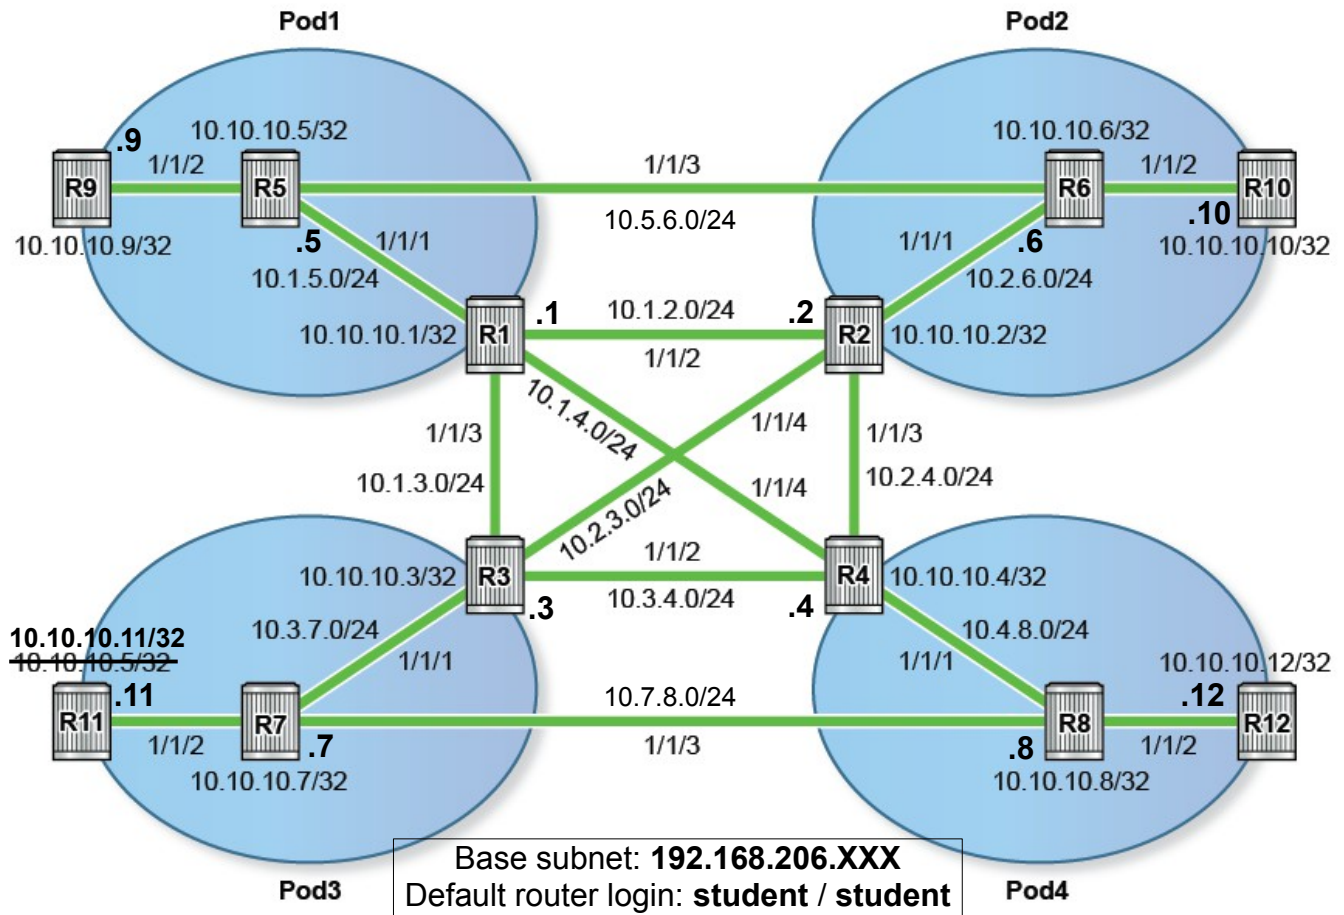 Pod1
Pod2
10.10.10.5/32
10.10.10.6/32
.9
1/1/2
1/1/3
1/1/2
R9
R5
R6
R10
10.5.6.0/24
.10
10.10.10.9/32
.5
1/1/1
1/1/1
.6
10.10.10.10/32
10.1.5.0/24
10.2.6.0/24
10.10.10.1/32
R1
.1
10.1.2.0/24
.2
R2
10.10.10.2/32
1/1/2
10.1.4.0/24
1/1/3
1/1/4
1/1/3
10.1.3.0/24
10.2.3.0/24
1/1/4
10.2.4.0/24
1/1/2
10.10.10.3/32
R3
R4
10.10.10.4/32
.3
10.3.4.0/24
.4
10.3.7.0/24
10.4.8.0/24
10.10.10.11/32
10.10.10.5/32
1/1/1
1/1/1
10.10.10.12/32
.11
10.7.8.0/24
.12
R11
R7
R8
R12
1/1/2
.7
1/1/3
.8
1/1/2
10.10.10.7/32
10.10.10.8/32
Base subnet: 192.168.206.XXX
Default router login: student / student
Pod3
Pod4